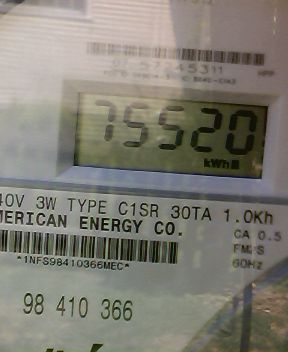 75520
kWh
40V 3W TYPE C1SR 30TA 1.0Kh
MERICAN ENERGY CO.
CA 0.5
FM2S
60Hz
*1NFS98410366MEC*
98 410 366